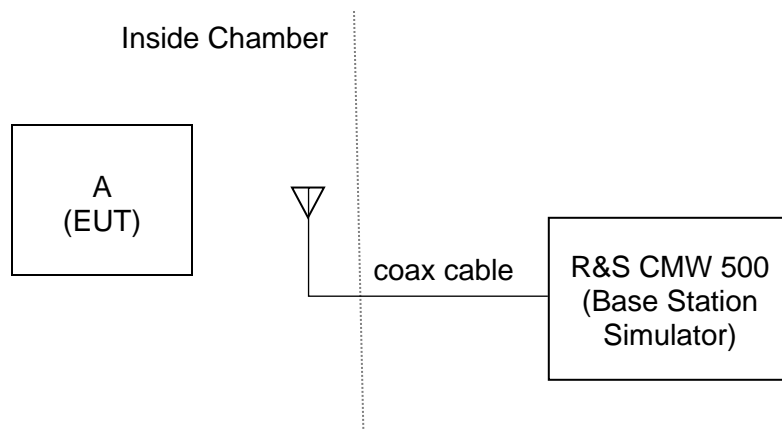 Inside Chamber
A
(EUT)
coax cable
R&S CMW 500
(Base Station
Simulator)